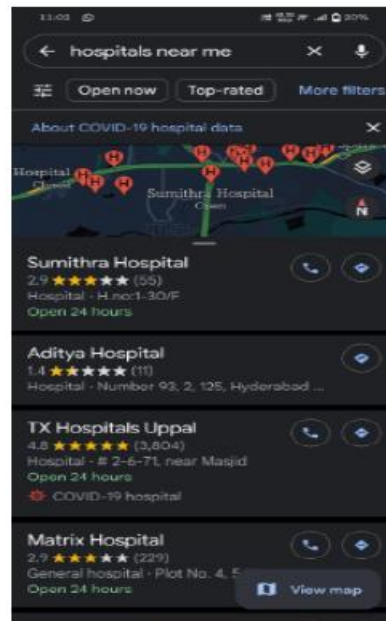 11:03
20%
hospitals near me
Open now
Top-rated
More filters
About COVID-19 hospital data
Hospital
Sumithra Hospital
Open
N
Sumithra Hospital
2.9 (55)
Hospital · H.no:1-30/F
Open 24 hours
Aditya Hospital
1.4 (11)
Hospital · Number 93, 2, 125, Hyderabad ...
TX Hospitals Uppal
4.8 (3,804)
Hospital · # 2-6-71, near Masjid
Open 24 hours
COVID-19 hospital
Matrix Hospital
2.9 (229)
General hospital · Plot No. 4, 5
Open 24 hours
View map